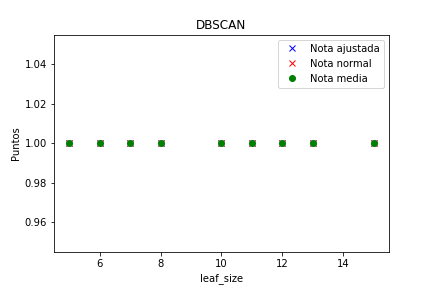 DBSCAN
Nota ajustada
Nota normal
Nota media
1.04
1.02
1.00
0.98
0.96
Puntos
6 8 10 12 14
leaf_size